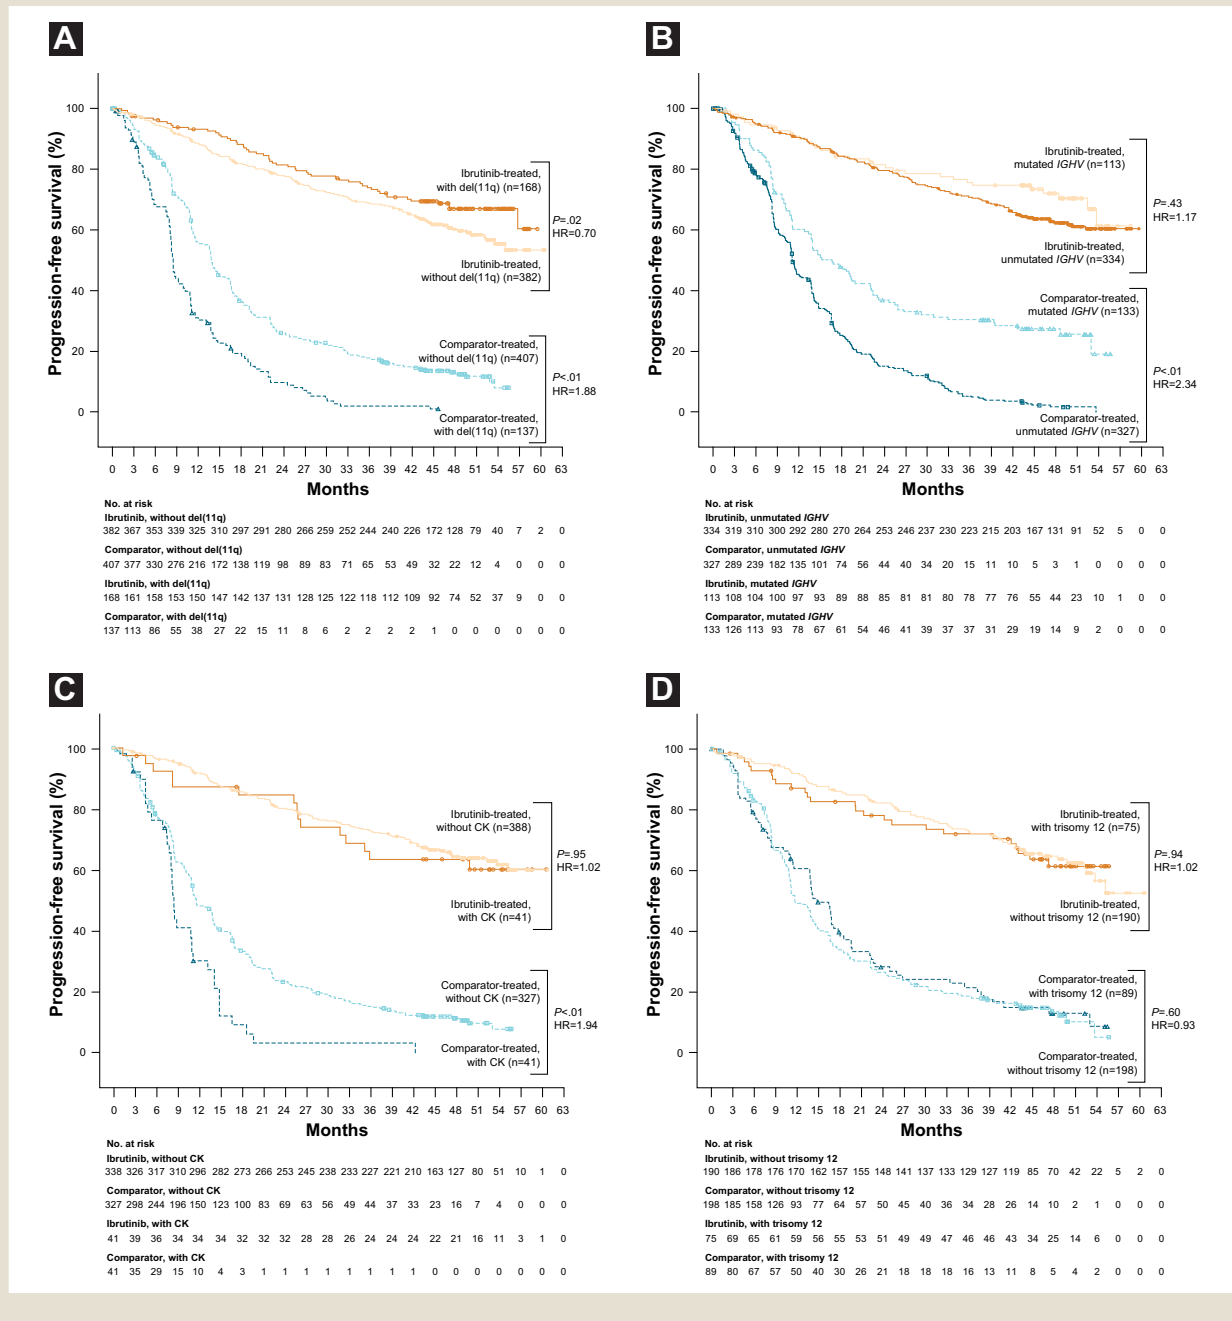 A
Progression-free survival (%)
100
80
60
40
20
0
Ibrutinib-treated,
with del(11q) (n=168)
P=.02
HR=0.70
Ibrutinib-treated,
without del(11q) (n=382)
Comparator-treated,
without del(11q) (n=407)
P<.01
HR=1.88
Comparator-treated,
with del(11q) (n=137)
0 3 6 9 12 15 18 21 24 27 30 33 36 39 42 45 48 51 54 57 60 63
Months
No. at risk
Ibrutinib, without del(11q)
382 367 353 339 325 310 297 291 280 266 259 252 244 240 226 172 128 79 40 7 2 0
Comparator, without del(11q)
407 377 330 276 216 172 138 119 98 89 83 71 65 53 49 32 22 12 4 0 0 0
Ibrutinib, with del(11q)
168 161 158 153 150 147 142 137 131 128 125 122 118 112 109 92 74 52 37 9 0 0
Comparator, with del(11q)
137 113 86 55 38 27 22 15 11 8 6 2 2 2 2 1 0 0 0 0 0 0
B
Progression-free survival (%)
100
80
60
40
20
0
Ibrutinib-treated,
mutated IGHV (n=113)
P=.43
HR=1.17
Ibrutinib-treated,
unmutated IGHV (n=334)
Comparator-treated,
mutated IGHV (n=133)
P<.01
HR=2.34
Comparator-treated,
unmutated IGHV (n=327)
0 3 6 9 12 15 18 21 24 27 30 33 36 39 42 45 48 51 54 57 60 63
Months
No. at risk
Ibrutinib, unmutated IGHV
334 319 310 300 292 280 270 264 253 246 237 230 223 215 203 167 131 91 52 5 0 0
Comparator, unmutated IGHV
327 289 239 182 135 101 74 56 44 40 34 20 15 11 10 5 3 1 0 0 0 0
Ibrutinib, mutated IGHV
113 108 104 100 97 93 89 88 85 81 81 80 78 77 76 55 44 23 10 1 0 0
Comparator, mutated IGHV
133 126 113 93 78 67 61 54 46 41 39 37 37 31 29 19 14 9 2 0 0 0
C
Progression-free survival (%)
100
80
60
40
20
0
Ibrutinib-treated,
without CK (n=388)
P=.95
HR=1.02
Ibrutinib-treated,
with CK (n=41)
Comparator-treated,
without CK (n=327)
P<.01
HR=1.94
Comparator-treated,
with CK (n=41)
0 3 6 9 12 15 18 21 24 27 30 33 36 39 42 45 48 51 54 57 60 63
Months
No. at risk
Ibrutinib, without CK
338 326 317 310 296 282 273 266 253 245 238 233 227 221 210 163 127 80 51 10 1 0
Comparator, without CK
327 298 244 196 150 123 100 83 69 63 56 49 44 37 33 23 16 7 4 0 0 0
Ibrutinib, with CK
41 39 36 34 34 34 32 32 32 28 28 26 24 24 24 22 21 16 11 3 1 0
Comparator, with CK
41 35 29 15 10 4 3 1 1 1 1 1 1 1 1 0 0 0 0 0 0 0
D
Progression-free survival (%)
100
80
60
40
20
0
Ibrutinib-treated,
with trisomy 12 (n=75)
P=.94
HR=1.02
Ibrutinib-treated,
without trisomy 12 (n=190)
Comparator-treated,
with trisomy 12 (n=89)
P=.60
HR=0.93
Comparator-treated,
without trisomy 12 (n=198)
0 3 6 9 12 15 18 21 24 27 30 33 36 39 42 45 48 51 54 57 60 63
Months
No. at risk
Ibrutinib, without trisomy 12
190 186 178 176 170 162 157 155 148 141 137 133 129 127 119 85 70 42 22 5 2 0
Comparator, without trisomy 12
198 185 158 126 93 77 64 57 50 45 40 36 34 28 26 14 10 2 1 0 0 0
Ibrutinib, with trisomy 12
75 69 65 61 59 56 55 53 51 49 49 47 46 46 43 34 25 14 6 0 0 0
Comparator, with trisomy 12
89 80 67 57 50 40 30 26 21 18 18 18 16 13 11 8 5 4 2 0 0 0